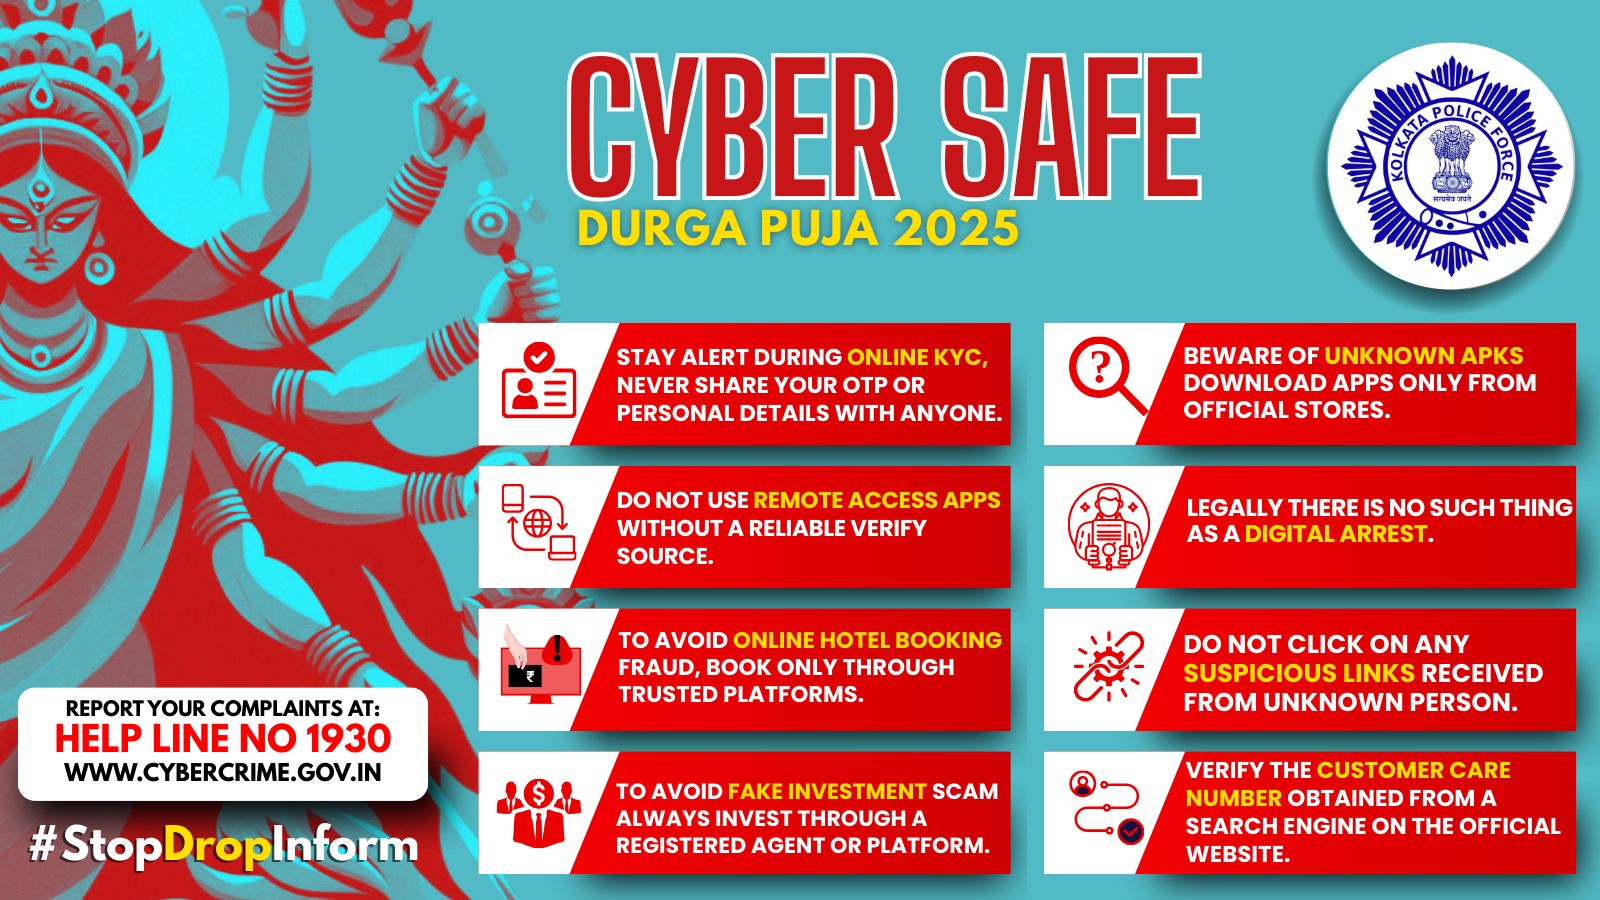 CYBER SAFE
DURGA PUJA 2025
KOLKATA POLICE FORCE
सत्यमेव जयते
STAY ALERT DURING ONLINE KYC,
NEVER SHARE YOUR OTP OR
PERSONAL DETAILS WITH ANYONE.
?
BEWARE OF UNKNOWN APKS
DOWNLOAD APPS ONLY FROM
OFFICIAL STORES.
DO NOT USE REMOTE ACCESS APPS
WITHOUT A RELIABLE VERIFY
SOURCE.
LEGALLY THERE IS NO SUCH THING
AS A DIGITAL ARREST.
!
₹
TO AVOID ONLINE HOTEL BOOKING
FRAUD, BOOK ONLY THROUGH
TRUSTED PLATFORMS.
DO NOT CLICK ON ANY
SUSPICIOUS LINKS RECEIVED
FROM UNKNOWN PERSON.
$
TO AVOID FAKE INVESTMENT SCAM
ALWAYS INVEST THROUGH A
REGISTERED AGENT OR PLATFORM.
VERIFY THE CUSTOMER CARE
NUMBER OBTAINED FROM A
SEARCH ENGINE ON THE OFFICIAL
WEBSITE.
REPORT YOUR COMPLAINTS AT:
HELP LINE NO 1930
WWW.CYBERCRIME.GOV.IN
#StopDropInform